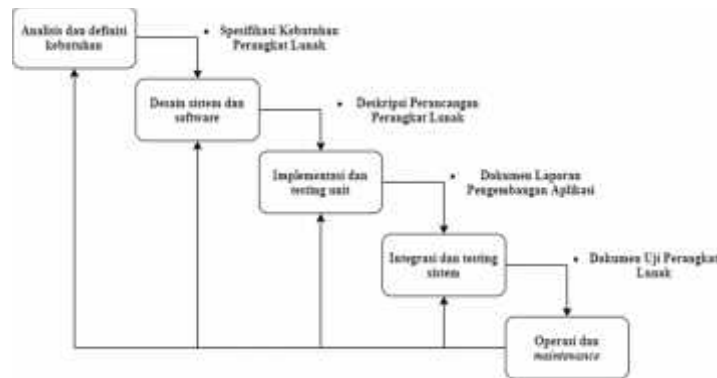 Analisis dan definisi
kebutuhan
• Spesifikasi Kebutuhan
Perangkat Lunak
Desain sistem dan
software
• Deskripsi Perancangan
Perangkat Lunak
Implementasi dan
testing unit
• Dokumen Laporan
Pengembangan Aplikasi
Integrasi dan testing
sistem
• Dokumen Uji Perangkat
Lunak
Operasi dan
maintenance